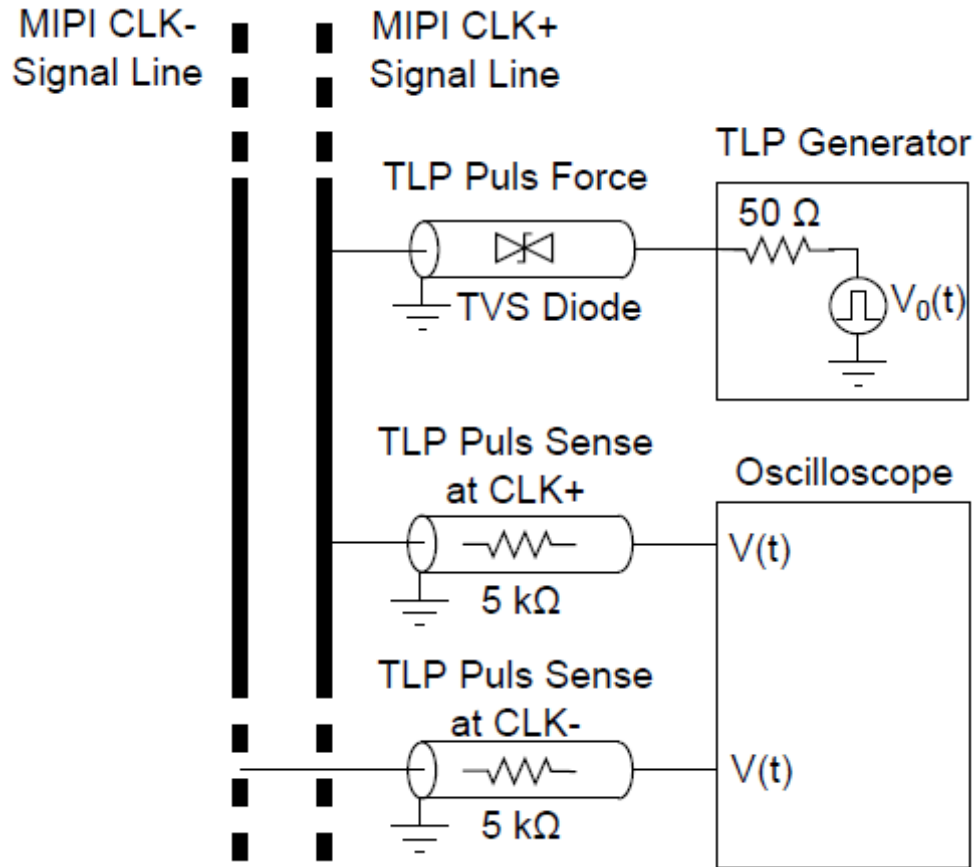 MIPI CLK-
Signal Line
MIPI CLK+
Signal Line
TLP Generator
TLP Puls Force
50 Ω
TVS Diode
V₀(t)
TLP Puls Sense
at CLK+
Oscilloscope
V(t)
5 kΩ
TLP Puls Sense
at CLK-
V(t)
5 kΩ